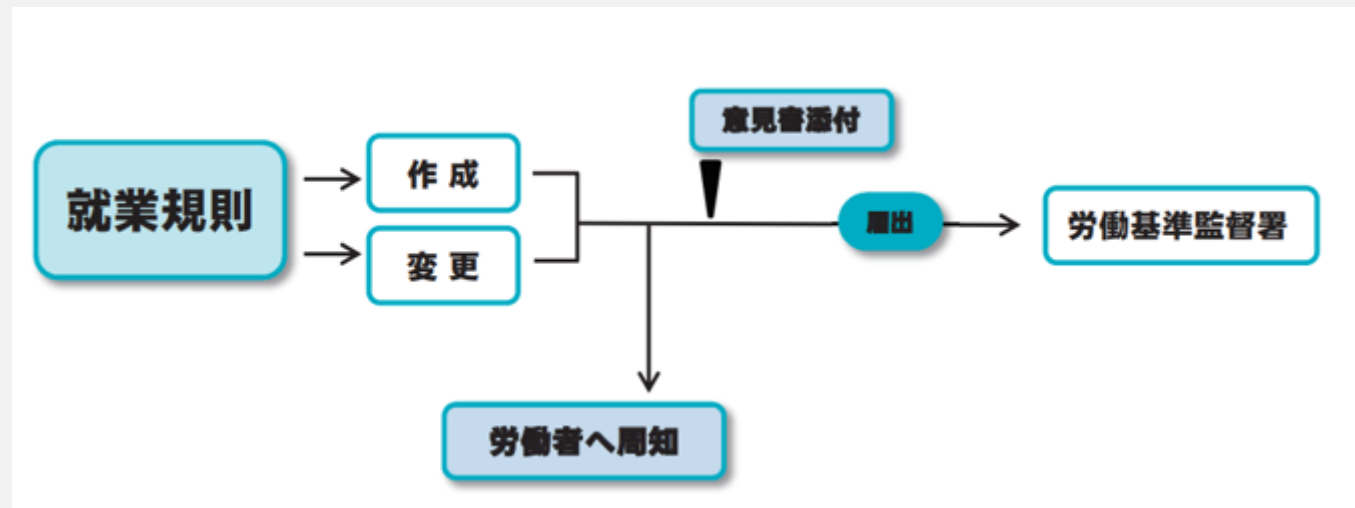 就業規則
作成
変更
意見書添付
届出
労働基準監督署
労働者へ周知